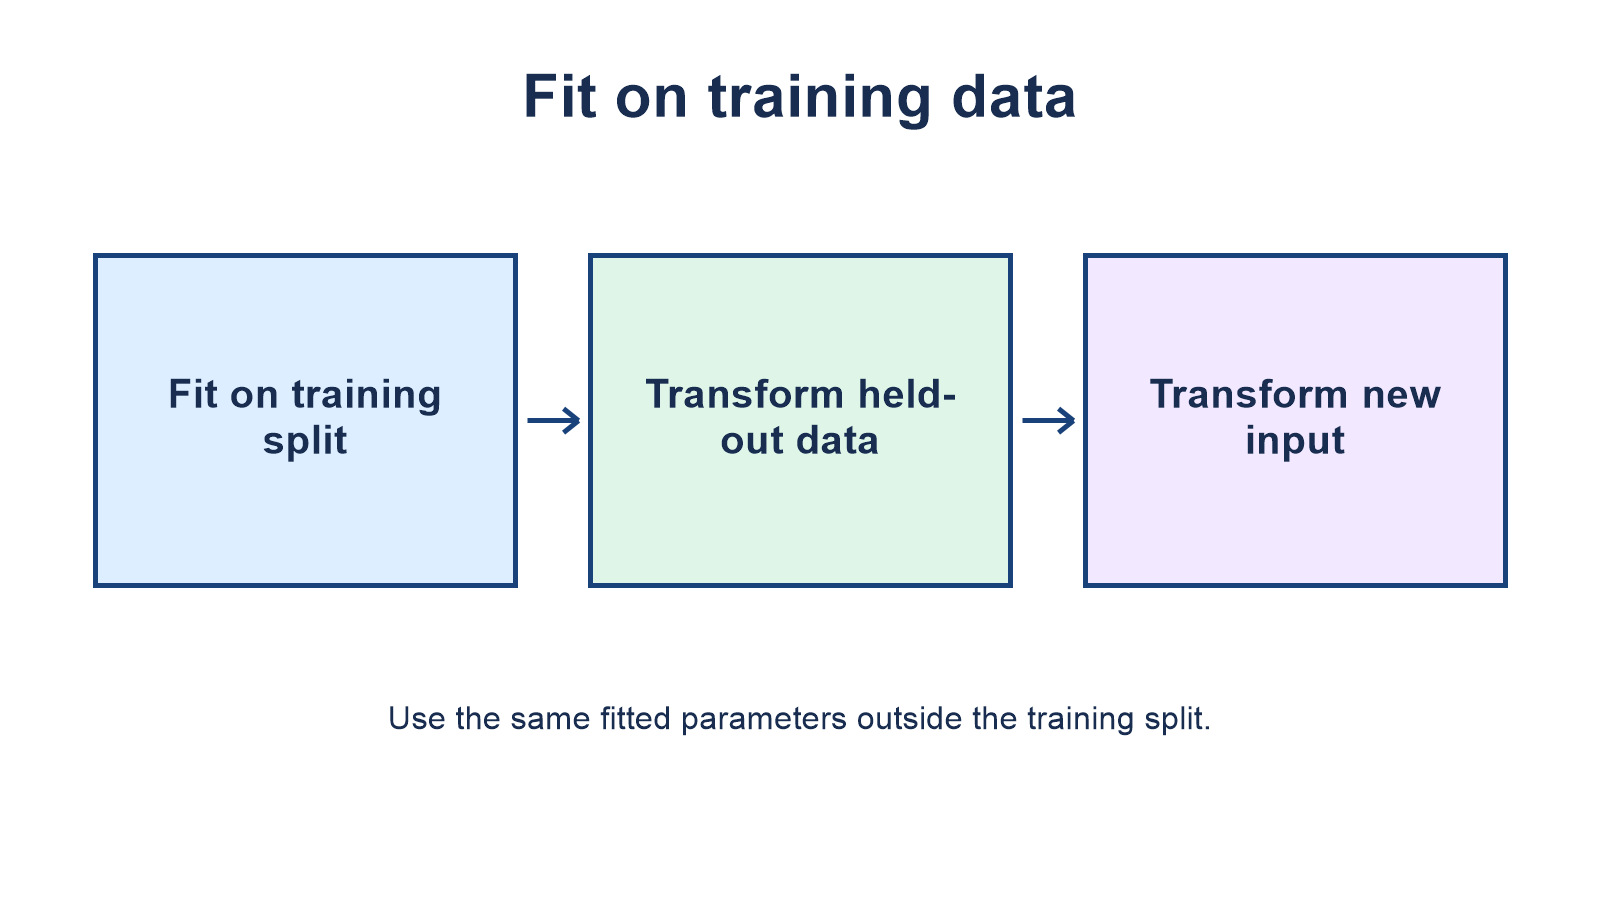 Fit on training data
Fit on training
split
Transform held-
out data
Transform new
input
Use the same fitted parameters outside the training split.